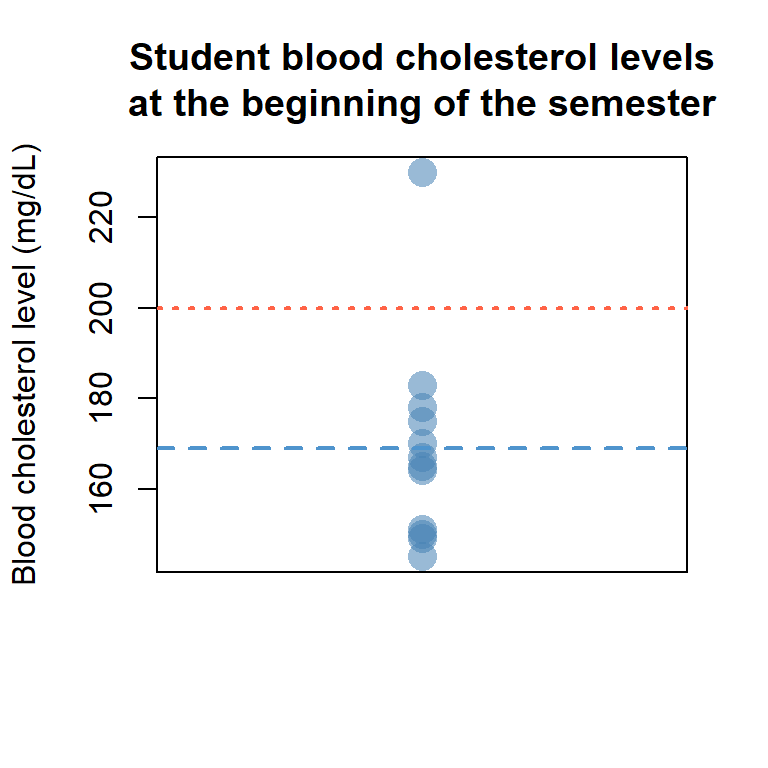 Student blood cholesterol levels
at the beginning of the semester
Blood cholesterol level (mg/dL)
220
200
180
160